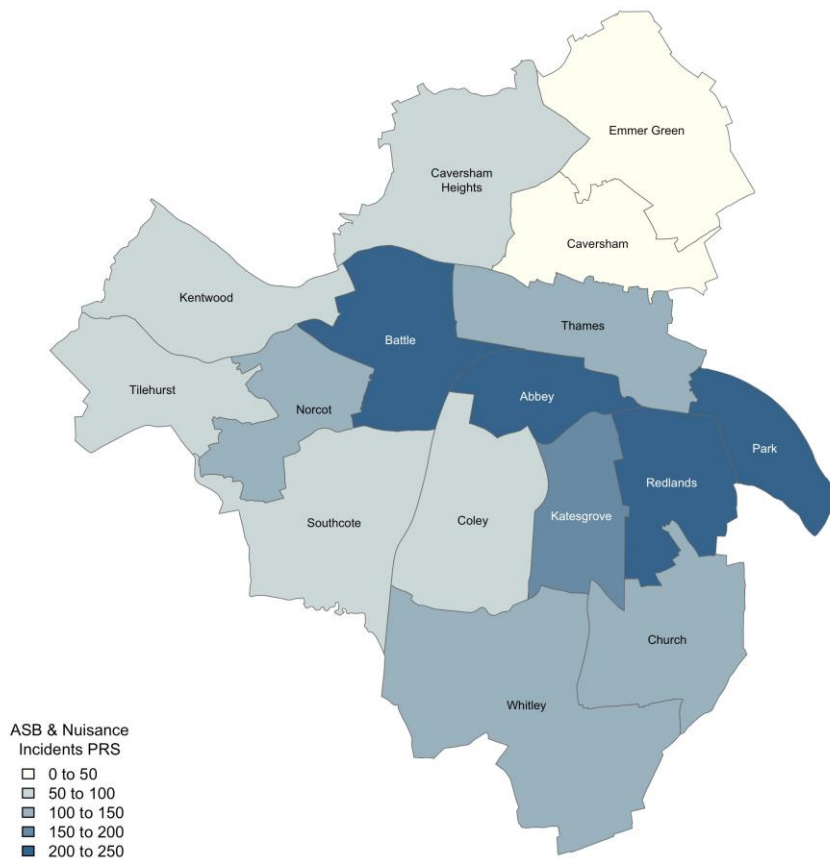 Emmer Green
Caversham
Heights
Caversham
Kentwood
Thames
Battle
Tilehurst
Norcot
Abbey
Park
Redlands
Southcote
Coley
Katesgrove
Church
Whitley
ASB & Nuisance
Incidents PRS
0 to 50
50 to 100
100 to 150
150 to 200
200 to 250